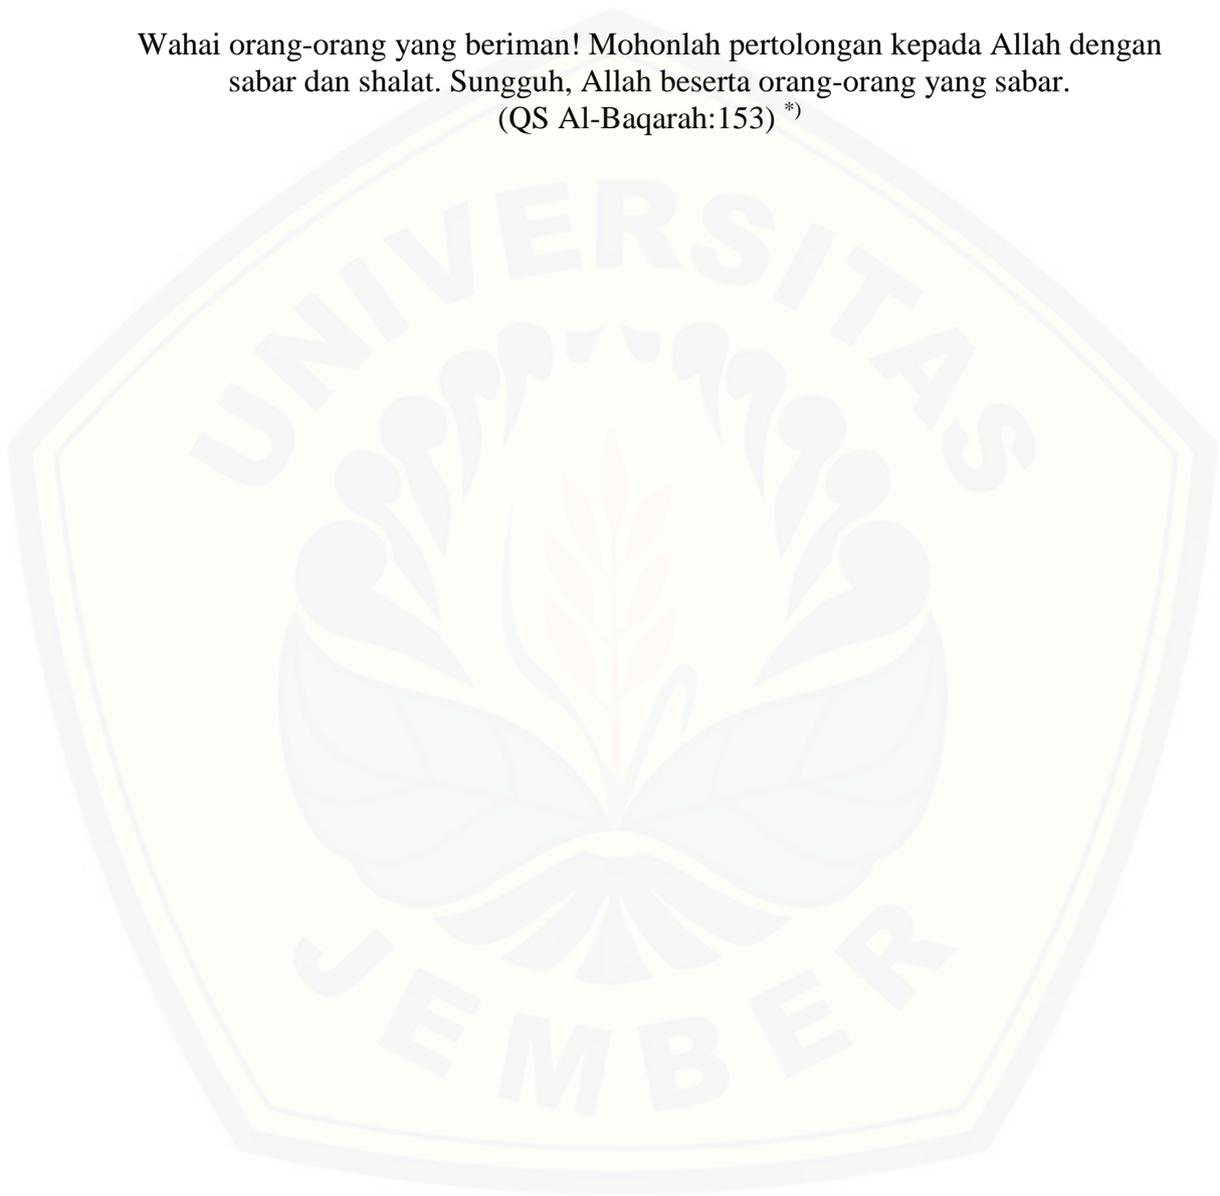 Wahai orang-orang yang beriman! Mohonlah pertolongan kepada Allah dengan
sabar dan shalat. Sungguh, Allah beserta orang-orang yang sabar.
(QS Al-Baqarah:153) *)
UNIVERSITAS
JEMBER